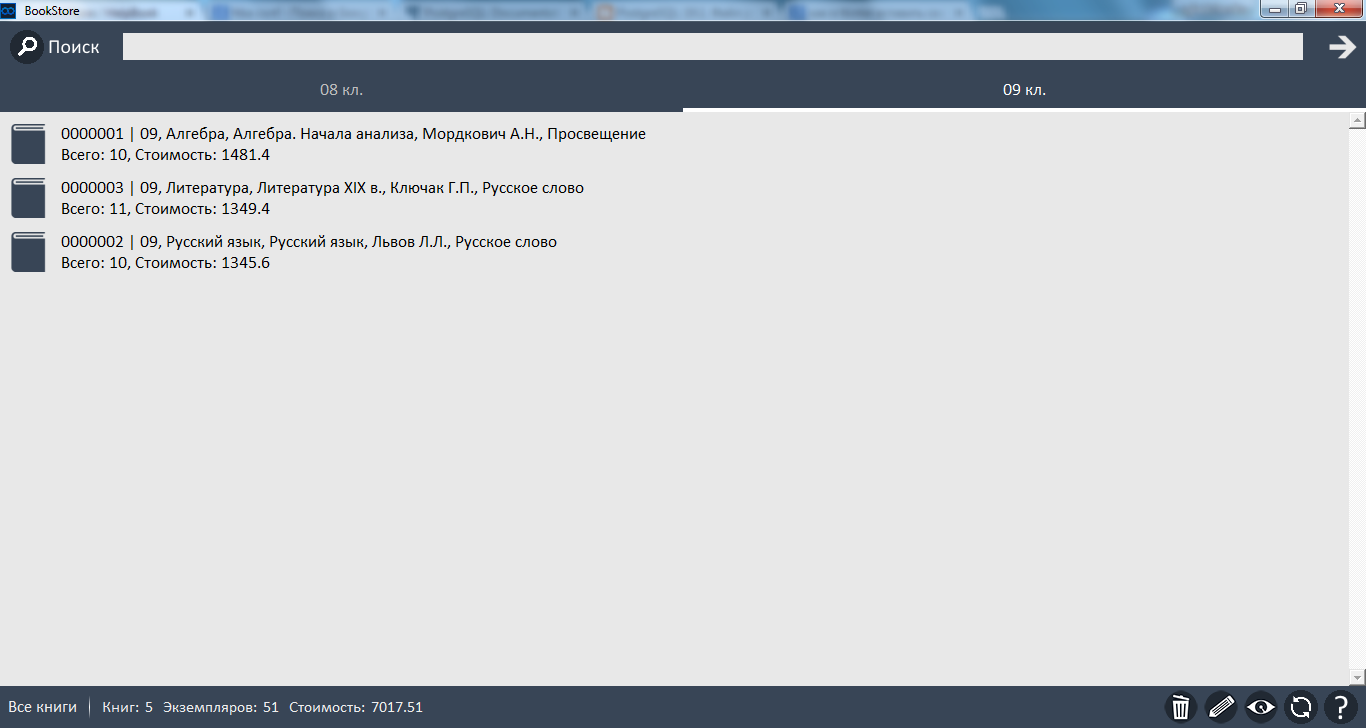 BookStore
Поиск
08 кл. 09 кл.
0000001 | 09, Алгебра, Алгебра. Начала анализа, Мордкович А.Н., Просвещение
Всего: 10, Стоимость: 1481.4
0000003 | 09, Литература, Литература XIX в., Ключак Г.П., Русское слово
Всего: 11, Стоимость: 1349.4
0000002 | 09, Русский язык, Русский язык, Львов Л.Л., Русское слово
Всего: 10, Стоимость: 1345.6
Все книги Книг: 5 Экземпляров: 51 Стоимость: 7017.51